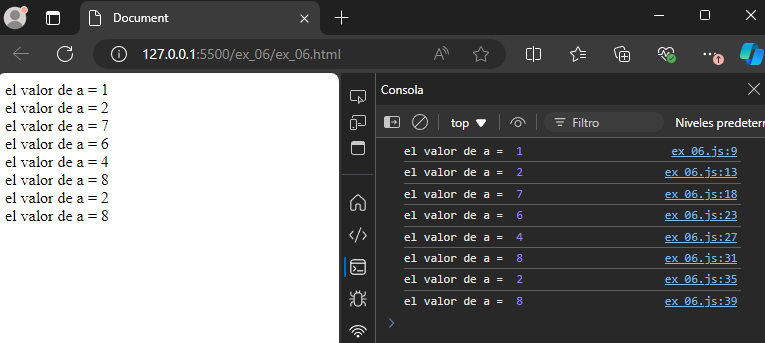 Document
127.0.0.1:5500/ex_06/ex_06.html
el valor de a = 1
el valor de a = 2
el valor de a = 7
el valor de a = 6
el valor de a = 4
el valor de a = 8
el valor de a = 2
el valor de a = 8
Consola
top
Filtro
Niveles predeterr
el valor de a = 1 ex_06.js:9
el valor de a = 2 ex_06.js:13
el valor de a = 7 ex_06.js:18
el valor de a = 6 ex_06.js:23
el valor de a = 4 ex_06.js:27
el valor de a = 8 ex_06.js:31
el valor de a = 2 ex_06.js:35
el valor de a = 8 ex_06.js:39